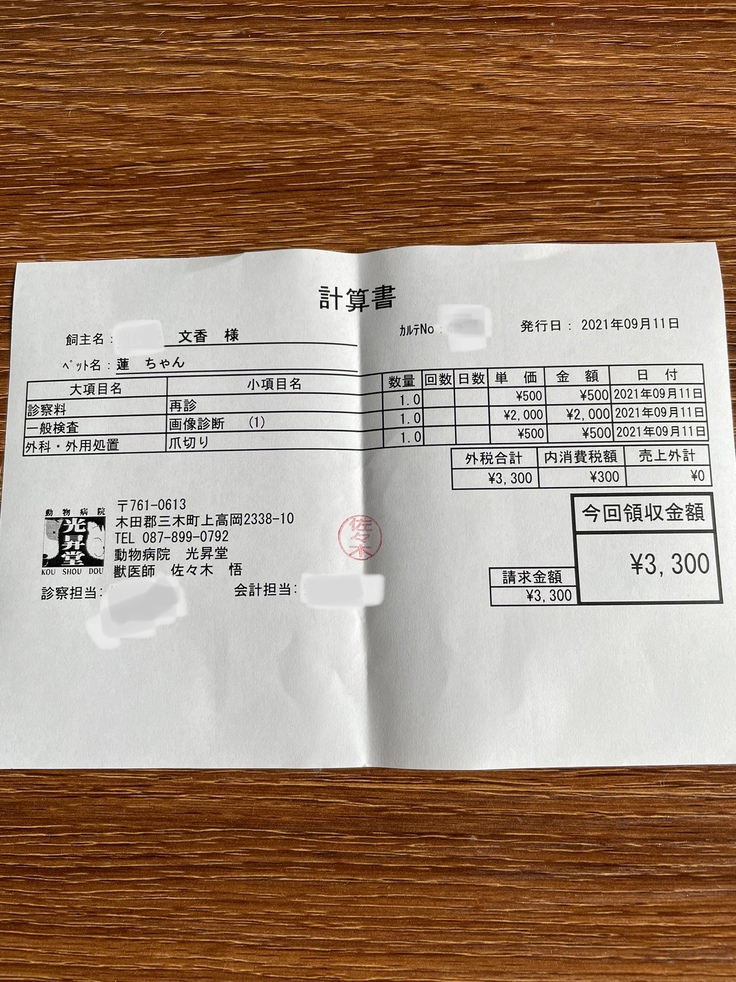 計算書
飼主名: 文香 様
カルテNo: 発行日: 2021年09月11日
ペット名: 蓮 ちゃん
大項目名 小項目名 数量 回数 日数 単 価 金 額 日 付
診察料 再診 1.0 ¥500 ¥500 2021年09月11日
一般検査 画像診断 (1) 1.0 ¥2,000 ¥2,000 2021年09月11日
外科・外用処置 爪切り 1.0 ¥500 ¥500 2021年09月11日
外税合計 内消費税額 売上外計
¥3,300 ¥300 ¥0
動物病院
光昇堂
KOU SHOU DOU
〒761-0613
木田郡三木町上高岡2338-10
TEL 087-899-0792
動物病院 光昇堂
獣医師 佐々木 悟
佐々木
診察担当: 会計担当:
今回領収金額
¥3,300
請求金額
¥3,300